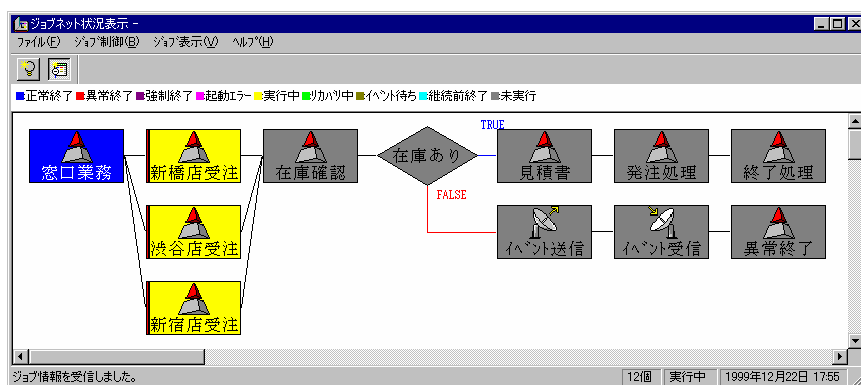 ジョブネット状況表示 -
ファイル(F) ジョブ制御(B) ジョブ表示(V) ヘルプ(H)
■正常終了■異常終了■強制終了■起動エラー■実行中■リカバリ中■イベント待ち■継続前終了■未実行
TRUE
窓口業務 新橋店受注 在庫確認 在庫あり 見積書 発注処理 終了処理
FALSE
渋谷店受注 イベント送信 イベント受信 異常終了
新宿店受注
ジョブ情報を受信しました。 12個 実行中 1999年12月22日 17:55